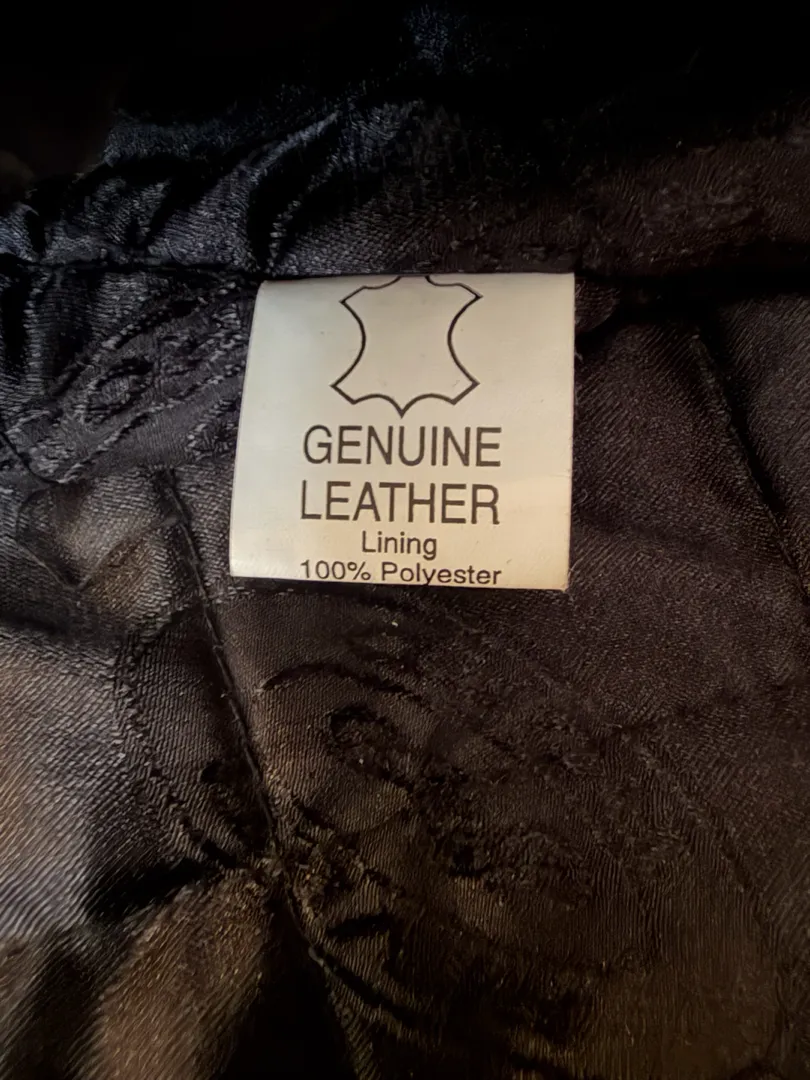 GENUINE
LEATHER
Lining
100% Polyester